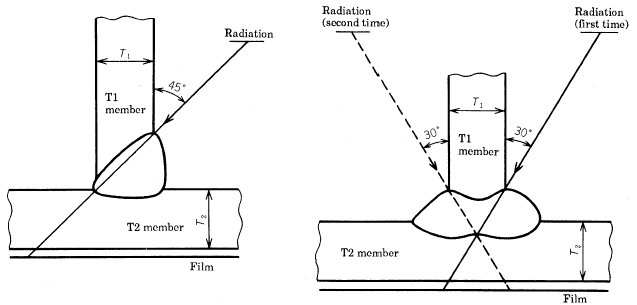 Radiation
T₁
45°
T1
member
T2 member
T₂
Film
Radiation
(second time)
Radiation
(first time)
T₁
30°
30°
T1
member
T2 member
T₂
Film